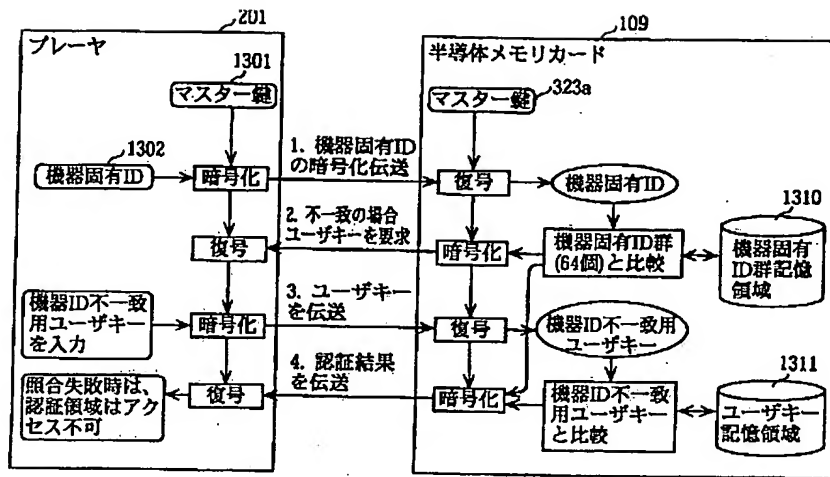 201
プレーヤ
1301
マスター鍵
1302
機器固有ID
暗号化
復号
機器ID不一致
用ユーザキー
を入力
暗号化
照合失敗時は、
認証領域はアク
セス不可
復号
1. 機器固有ID
の暗号化伝送
2. 不一致の場合
ユーザキーを要求
3. ユーザキー
を伝送
4. 認証結果
を伝送
109
半導体メモリカード
マスター鍵
323a
復号
機器固有ID
暗号化
機器固有ID群
(64個)と比較
1310
機器固有
ID群記憶
領域
復号
機器ID不一致用
ユーザキー
暗号化
機器ID不一致
用ユーザキー
と比較
1311
ユーザキー
記憶領域